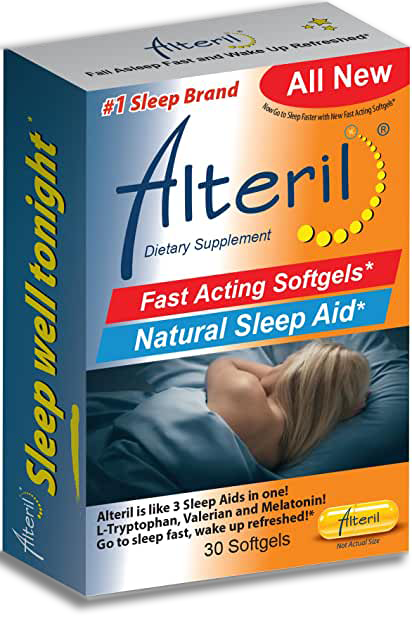 Alteril
Fall Asleep Fast and Wake Up Refreshed!*
All New
Now Go to Sleep Faster with New Fast Acting Softgels*
#1 Sleep Brand
Alteril®
Dietary Supplement
Fast Acting Softgels*
Natural Sleep Aid*
Alteril is like 3 Sleep Aids in one!
L-Tryptophan, Valerian and Melatonin!
Go to sleep fast, wake up refreshed!*
30 Softgels
Alteril
Not Actual Size
Alteril
Sleep well tonight*